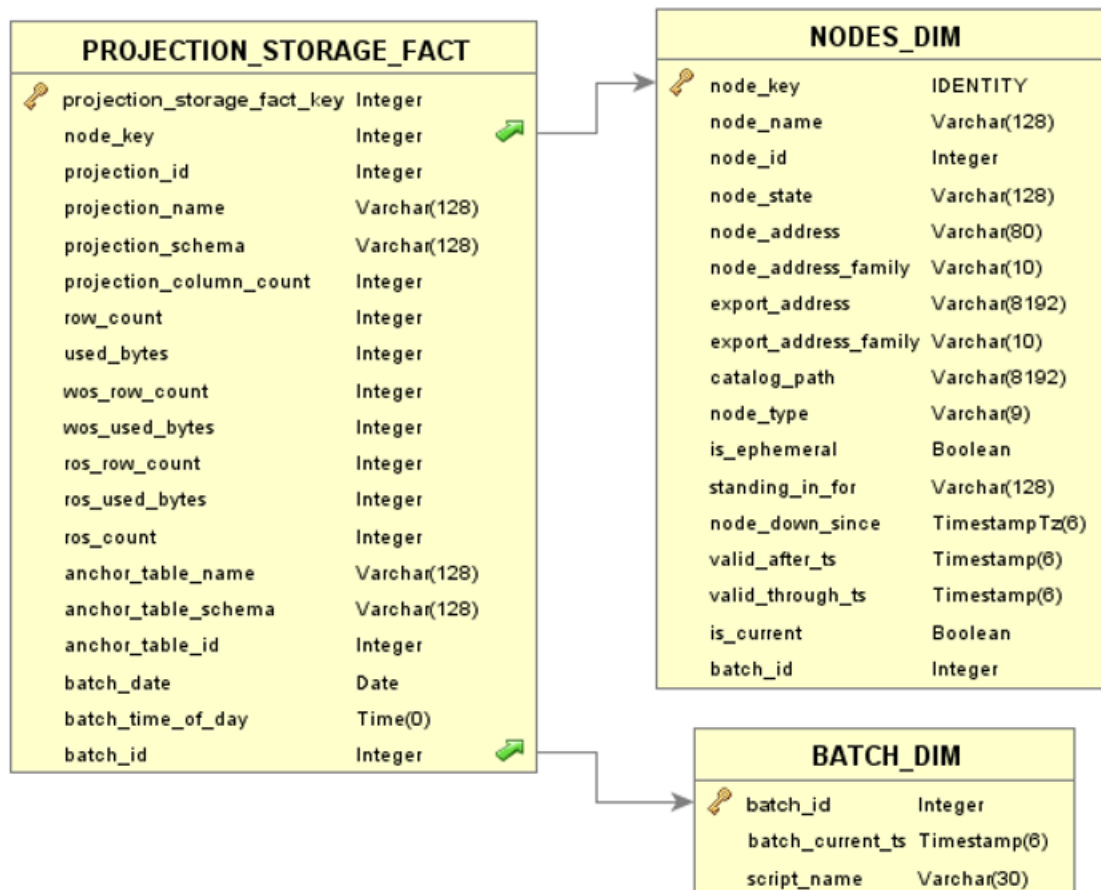 PROJECTION_STORAGE_FACT
projection_storage_fact_key Integer
node_key Integer
projection_id Integer
projection_name Varchar(128)
projection_schema Varchar(128)
projection_column_count Integer
row_count Integer
used_bytes Integer
wos_row_count Integer
wos_used_bytes Integer
ros_row_count Integer
ros_used_bytes Integer
ros_count Integer
anchor_table_name Varchar(128)
anchor_table_schema Varchar(128)
anchor_table_id Integer
batch_date Date
batch_time_of_day Time(0)
batch_id Integer
NODES_DIM
node_key IDENTITY
node_name Varchar(128)
node_id Integer
node_state Varchar(128)
node_address Varchar(80)
node_address_family Varchar(10)
export_address Varchar(8192)
export_address_family Varchar(10)
catalog_path Varchar(8192)
node_type Varchar(9)
is_ephemeral Boolean
standing_in_for Varchar(128)
node_down_since TimestampTz(6)
valid_after_ts Timestamp(6)
valid_through_ts Timestamp(6)
is_current Boolean
batch_id Integer
BATCH_DIM
batch_id Integer
batch_current_ts Timestamp(6)
script_name Varchar(30)